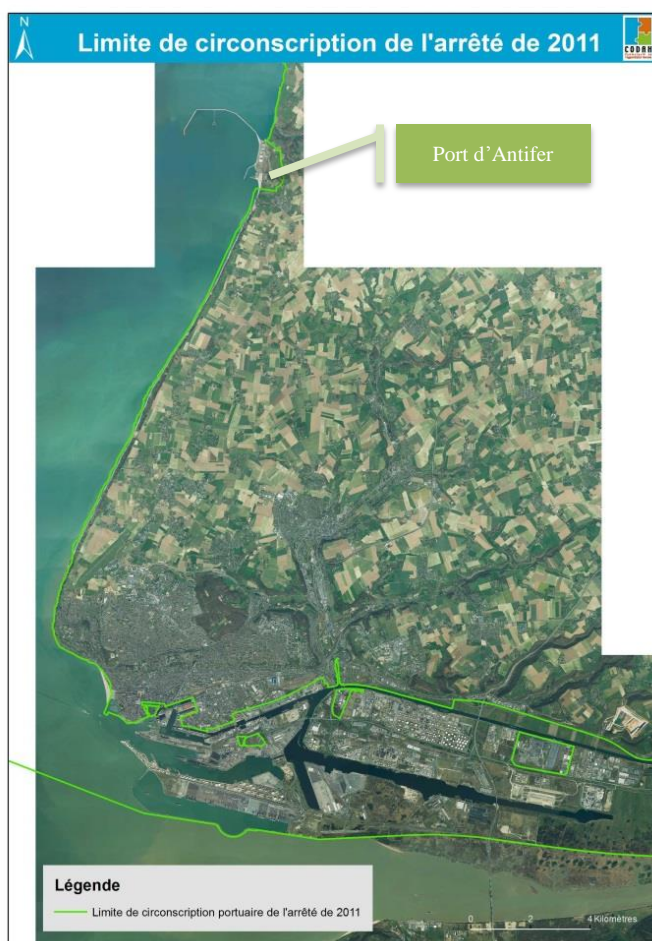 N
Limite de circonscription de l'arrêté de 2011
CODAH
Port d’Antifer
Légende
Limite de circonscription portuaire de l'arrêté de 2011
0 2 4 Kilomètres